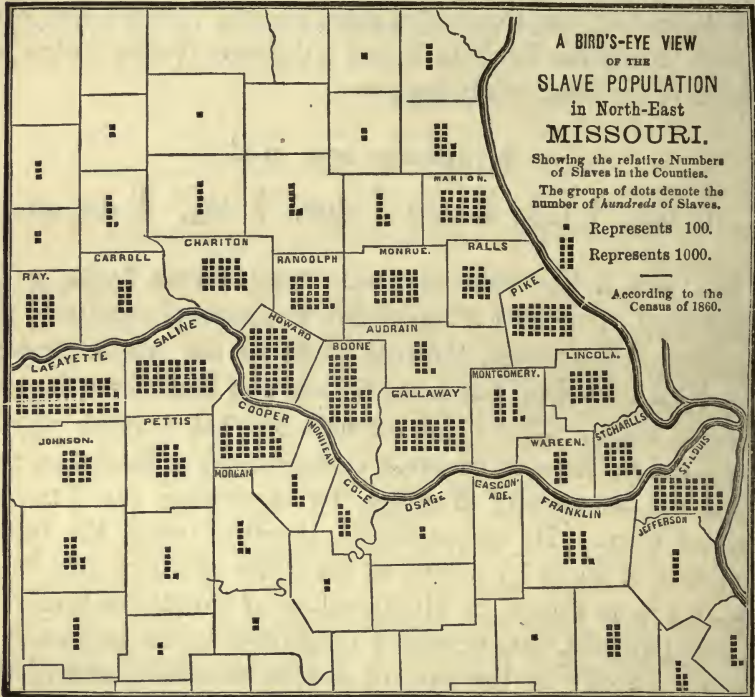 A BIRD'S-EYE VIEW
OF THE
SLAVE POPULATION
in North-East
MISSOURI.
Showing the relative Numbers
of Slaves in the Counties.
The groups of dots denote the
number of Hundreds of Slaves.
Represents 100.
Represents 1000.
According to the
Census of 1860.
MARION.
CHARITON
RANDOLPH
MONROE.
RALLS
CARROLL
RAY.
PIKE
HOWARD
AUDRAIN
SALINE
BOONE
LAFAYETTE
LINCOLN.
MONTGOMERY.
CALLAWAY
COOPER
PETTIS
ST CHARLLS
JOHNSON.
MONITEAU
WAREEN.
MORGAN
ST. LOUIS
COLE
OSAGE
GASCON-
ADE.
FRANKLIN
JEFFERSON